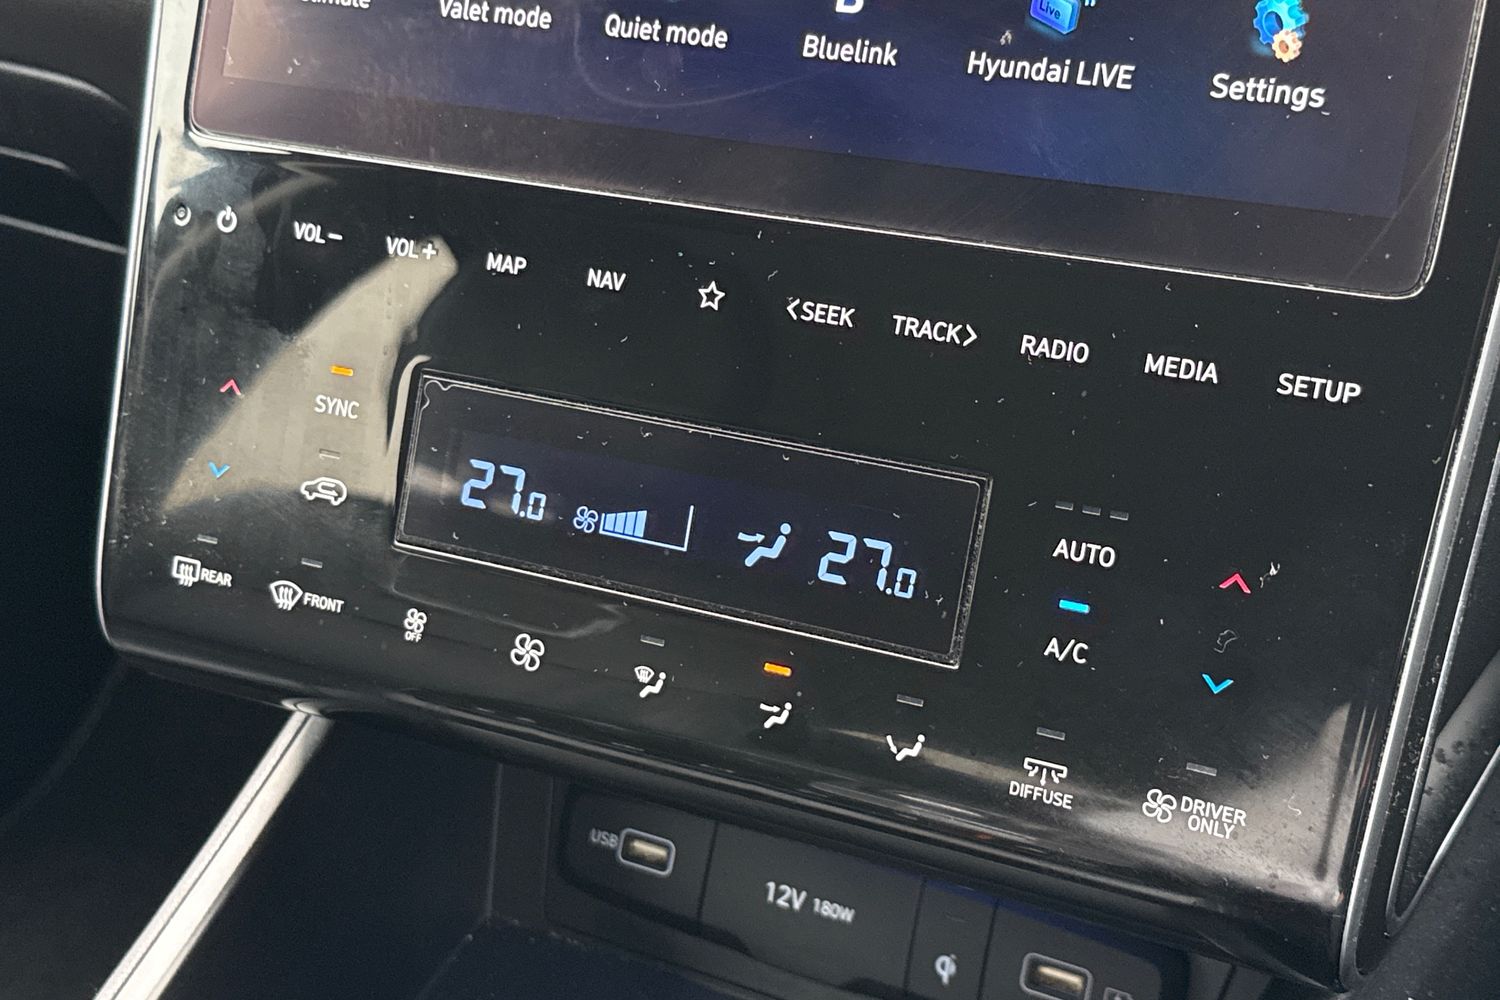 Valet mode
Quiet mode
B
Bluelink
Live
Hyundai LIVE
Settings
VOL−
VOL+
MAP
NAV
<SEEK
TRACK>
RADIO
MEDIA
SETUP
SYNC
27.0
27.0
AUTO
A/C
REAR
FRONT
OFF
DIFFUSE
DRIVER
ONLY
USB
12V 180W